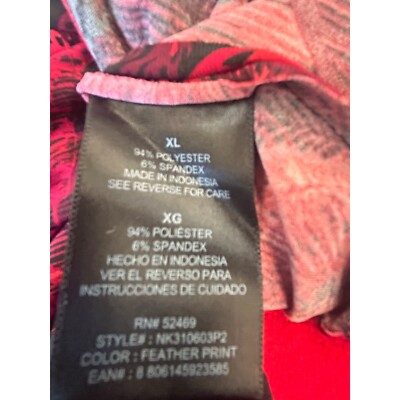 XL
94% POLYESTER
6% SPANDEX
MADE IN INDONESIA
SEE REVERSE FOR CARE
XG
94% POLIÉSTER
6% SPANDEX
HECHO EN INDONESIA
VER EL REVERSO PARA
INSTRUCCIONES DE CUIDADO
RN# 52469
STYLE# : NK310603P2
COLOR : FEATHER PRINT
EAN# : 8 806145923585